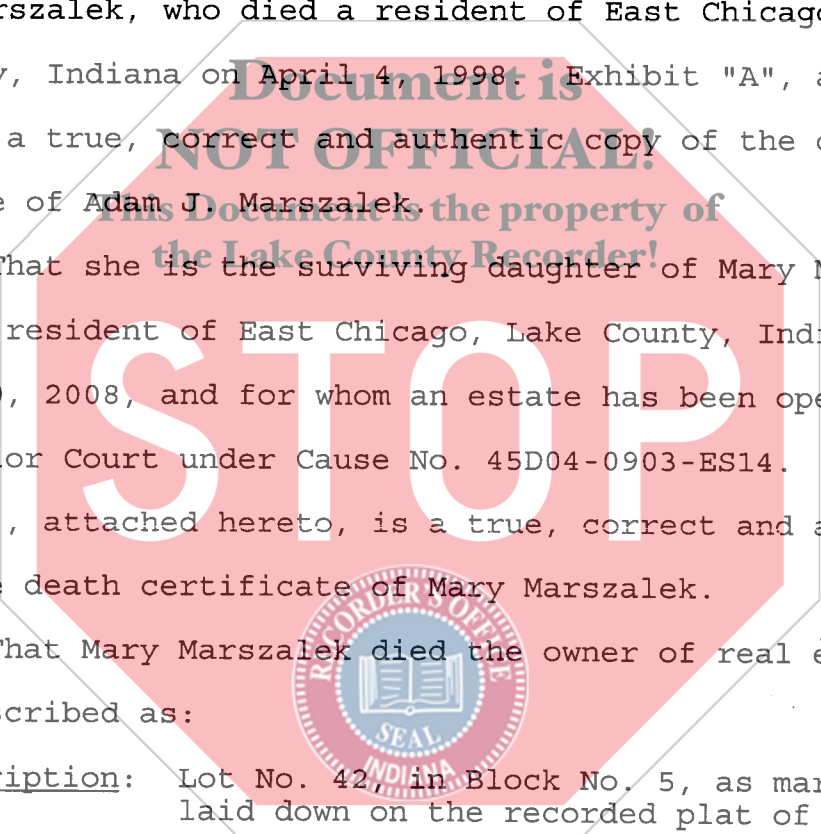 rszalek, who died a resident of East Chicago
y, Indiana on April 4, 1998. Exhibit "A", a
Document is
a true, correct and authentic copy of the c
NOT OFFICIAL!
e of Adam J. Marszalek.
This Document is the property of
the Lake County Recorder!
That she is the surviving daughter of Mary M
resident of East Chicago, Lake County, Indi
STOP
, 2008, and for whom an estate has been ope
ior Court under Cause No. 45D04-0903-ES14.
, attached hereto, is a true, correct and a
e death certificate of Mary Marszalek.
RECORDER'S OFFICE
That Mary Marszalek died the owner of real e
scribed as:
SEAL
INDIANA
ription: Lot No. 42, in Block No. 5, as mar
laid down on the recorded plat of